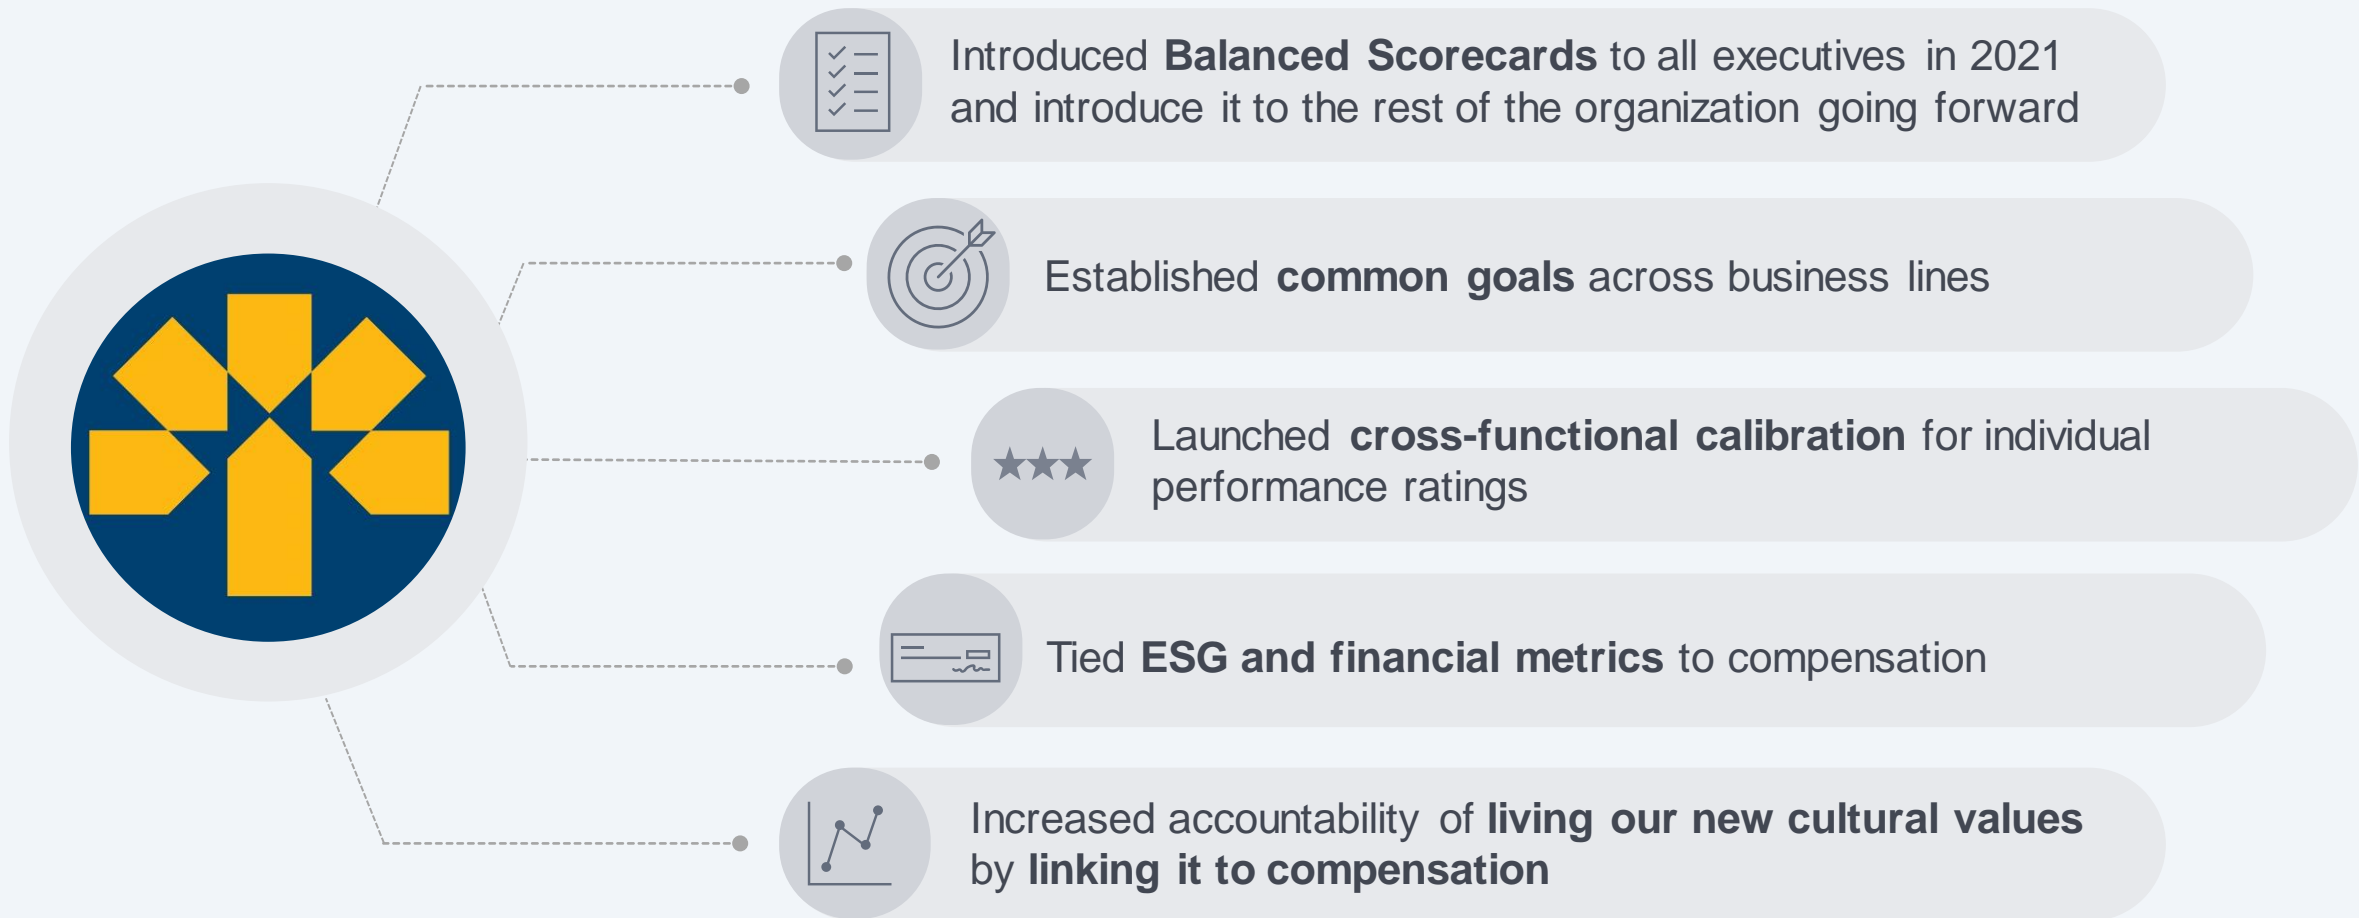 Introduced Balanced Scorecards to all executives in 2021
and introduce it to the rest of the organization going forward
Established common goals across business lines
Launched cross-functional calibration for individual
performance ratings
Tied ESG and financial metrics to compensation
Increased accountability of living our new cultural values
by linking it to compensation